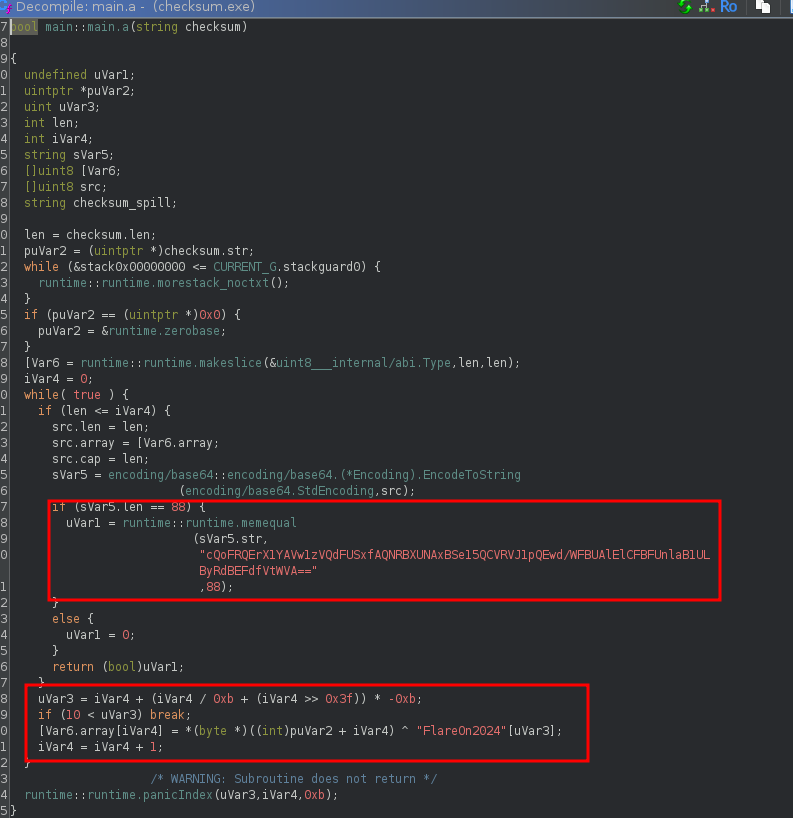 Decompile: main.a - (checksum.exe)
Ro
7 bool main::main.a(string checksum)
8
9 {
0 undefined uVar1;
1 uintptr *puVar2;
2 uint uVar3;
3 int len;
4 int iVar4;
5 string sVar5;
6 []uint8 [Var6;
7 []uint8 src;
8 string checksum_spill;
9
0 len = checksum.len;
1 puVar2 = (uintptr *)checksum.str;
2 while (&stack0x00000000 <= CURRENT_G.stackguard0) {
3 runtime::runtime.morestack_noctxt();
4 }
5 if (puVar2 == (uintptr *)0x0) {
6 puVar2 = &runtime.zerobase;
7 }
8 [Var6 = runtime::runtime.makeslice(&uint8___internal/abi.Type,len,len);
9 iVar4 = 0;
0 while( true ) {
1 if (len <= iVar4) {
2 src.len = len;
3 src.array = [Var6.array;
4 src.cap = len;
5 sVar5 = encoding/base64::encoding/base64.(*Encoding).EncodeToString
6 (encoding/base64.StdEncoding,src);
7 if (sVar5.len == 88) {
8 uVar1 = runtime::runtime.memequal
9 (sVar5.str,
0 "cQoFRQErX1YAVw1zVQdFUSxfAQNRBXUNAxBSe15QCVRVJ1pQEwd/WFBUAlElCFBFUnlaB1UL
ByRdBEFdfVtWVA=="
1 ,88);
2 }
3 else {
4 uVar1 = 0;
5 }
6 return (bool)uVar1;
7 }
8 uVar3 = iVar4 + (iVar4 / 0xb + (iVar4 >> 0x3f)) * -0xb;
9 if (10 < uVar3) break;
0 [Var6.array[iVar4] = *(byte *)((int)puVar2 + iVar4) ^ "FlareOn2024"[uVar3];
1 iVar4 = iVar4 + 1;
2 }
3 /* WARNING: Subroutine does not return */
4 runtime::runtime.panicIndex(uVar3,iVar4,0xb);
5 }